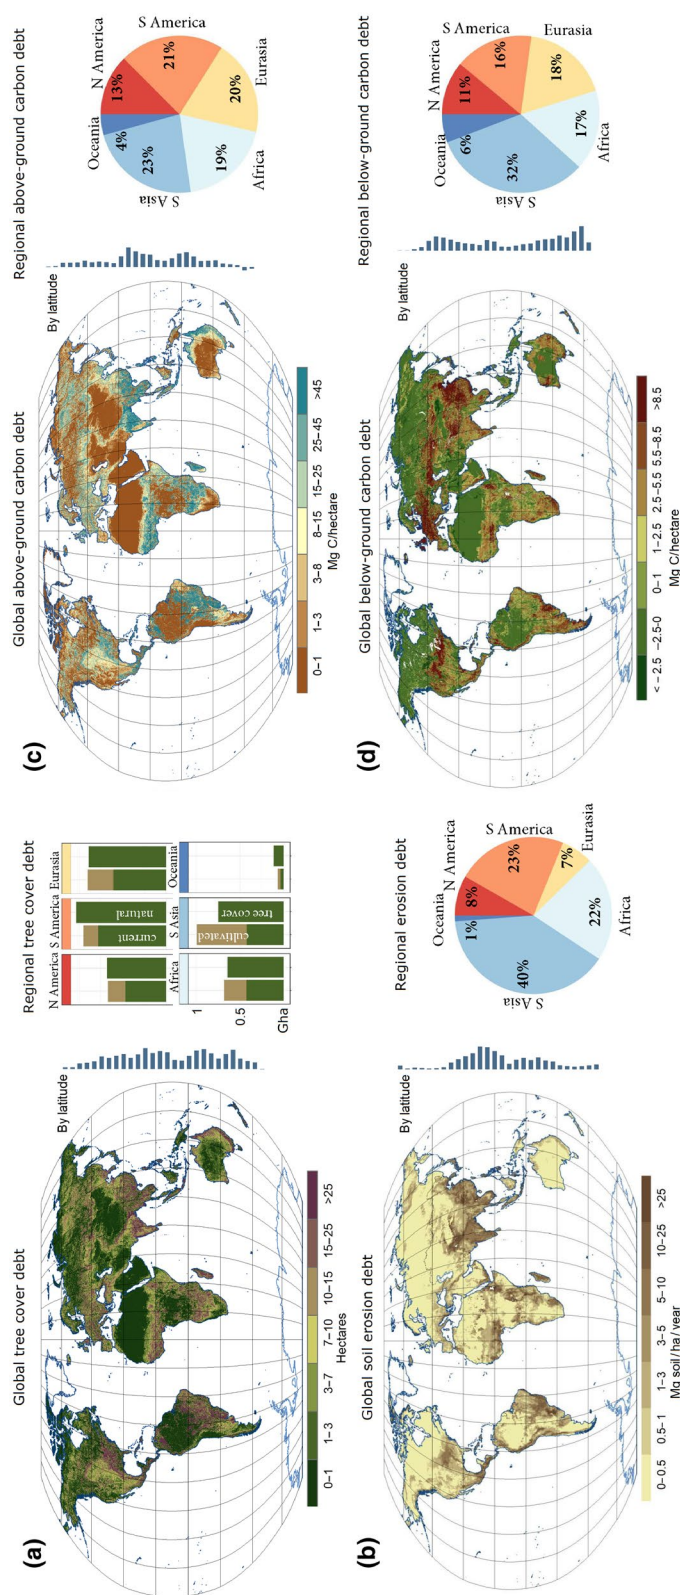 (a)
Global tree cover debt
By latitude
0–1
1–3
3–7
7–10
10–15
15–25
>25
Hectares
Regional tree cover debt
N America
S America
Eurasia
current
natural
Africa
S Asia
Oceania
cultivated
tree cover
1
0.5
Gha
(b)
Global soil erosion debt
By latitude
0–0.5
0.5–1
1–3
3–5
5–10
10–25
>25
Mg soil/ha/year
Regional erosion debt
Oceania
N America
S America
Eurasia
Africa
S Asia
1%
8%
23%
7%
22%
40%
(c)
Global above-ground carbon debt
By latitude
0–1
1–3
3–8
8–15
15–25
25–45
>45
Mg C/hectare
Regional above-ground carbon debt
Oceania
N America
S America
Eurasia
Africa
S Asia
4%
13%
21%
20%
19%
23%
(d)
Global below-ground carbon debt
By latitude
< –2.5
–2.5–0
0–1
1–2.5
2.5–5.5
5.5–8.5
>8.5
Mg C/hectare
Regional below-ground carbon debt
Oceania
N America
S America
Eurasia
Africa
S Asia
6%
11%
16%
18%
17%
32%